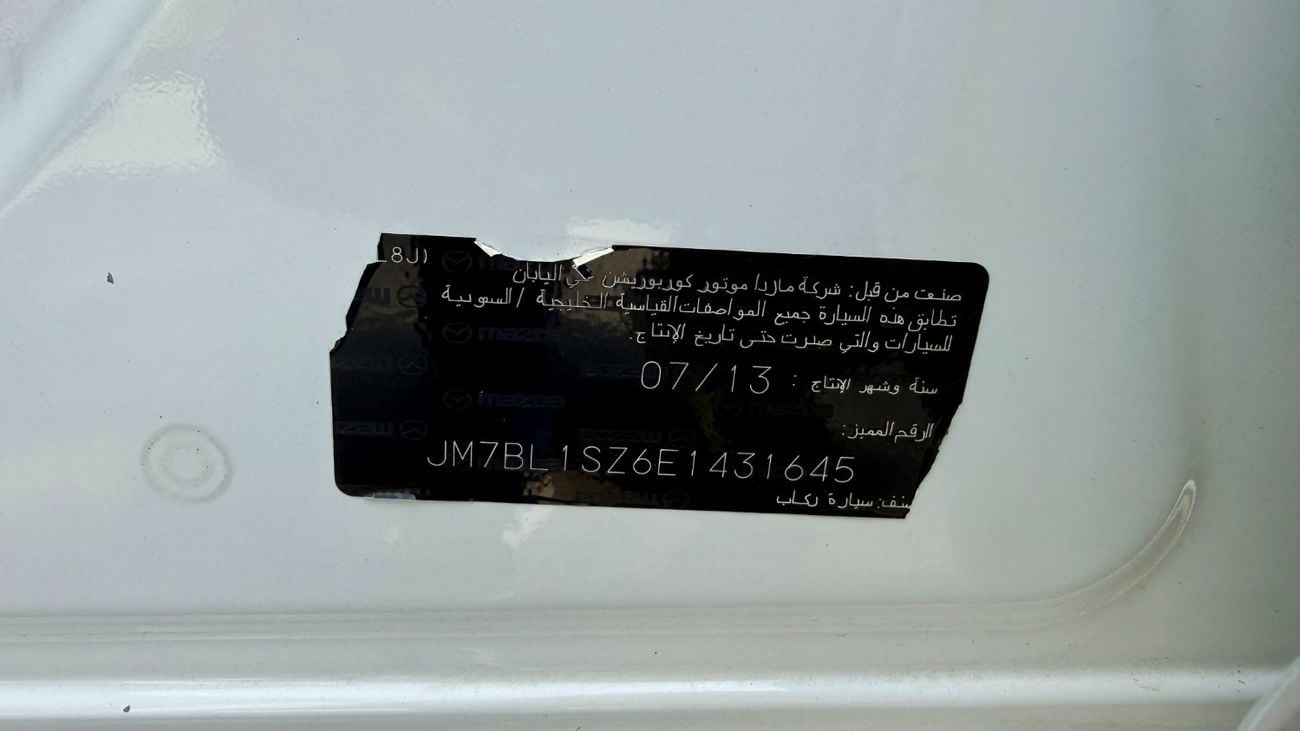 L8J1
صنعت من قبل: شركة مازدا موتور كوربوريشن في اليابان
تطابق هذه السيارة جميع المواصفات القياسية الخليجية /السعودية
للسيارات والتي صدرت حتى تاريخ الإنتاج.
سنة وشهر الإنتاج : 07/13
الرقم المميز:
JM7BL1SZ6E1431645
صنف: سيارة ركاب